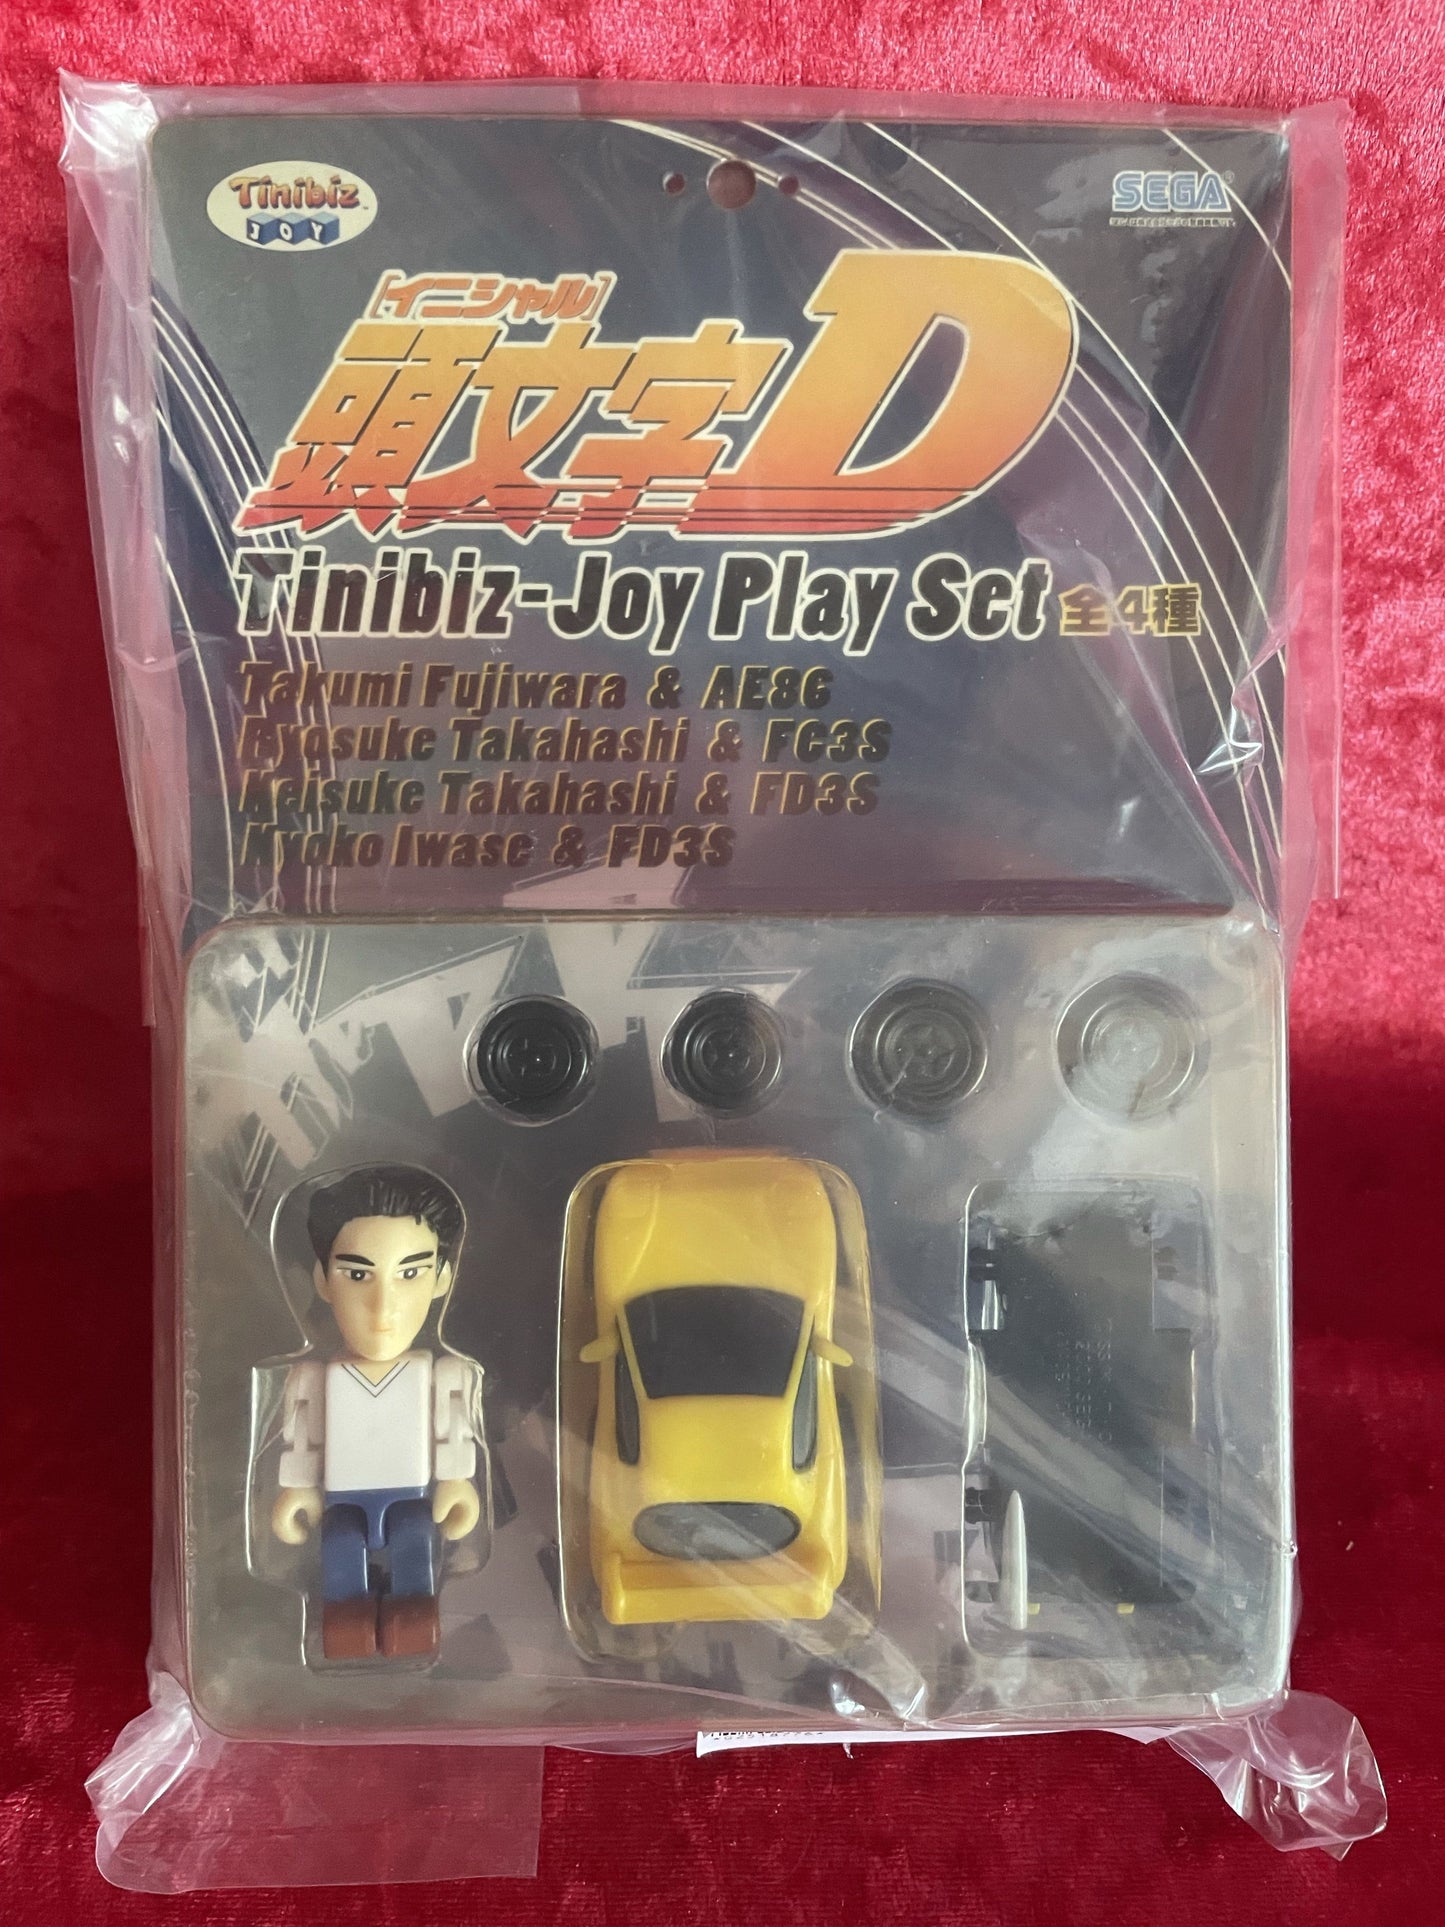 Tinibiz™
JOY
SEGA®
[イニシャル]
頭文字D
Tinibiz-Joy Play Set 全4種
Takumi Fujiwara & AE86
Ryosuke Takahashi & FC3S
Keisuke Takahashi & FD3S
Kyoko Iwase & FD3S